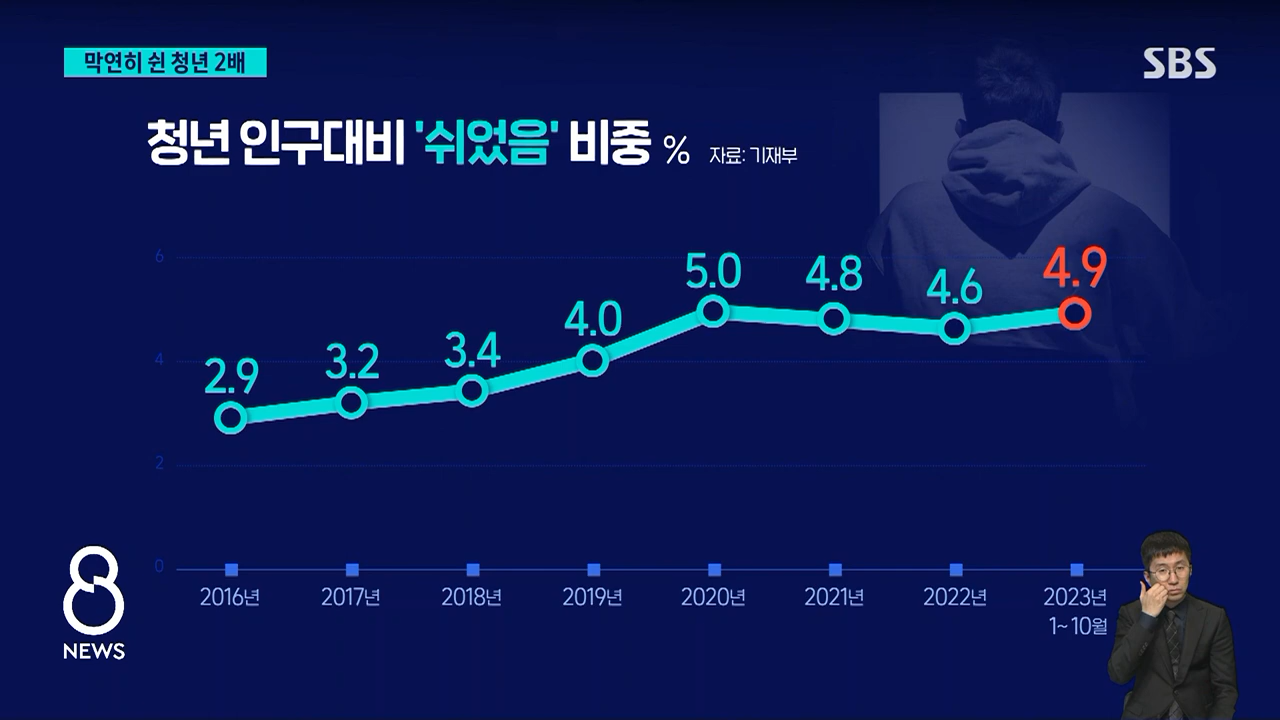 막연히 쉰 청년 2배
SBS
청년 인구대비 '쉬었음' 비중 % 자료: 기재부
6
4
2
0
2.9
3.2
3.4
4.0
5.0
4.8
4.6
4.9
2016년
2017년
2018년
2019년
2020년
2021년
2022년
2023년
1~10월
8
NEWS